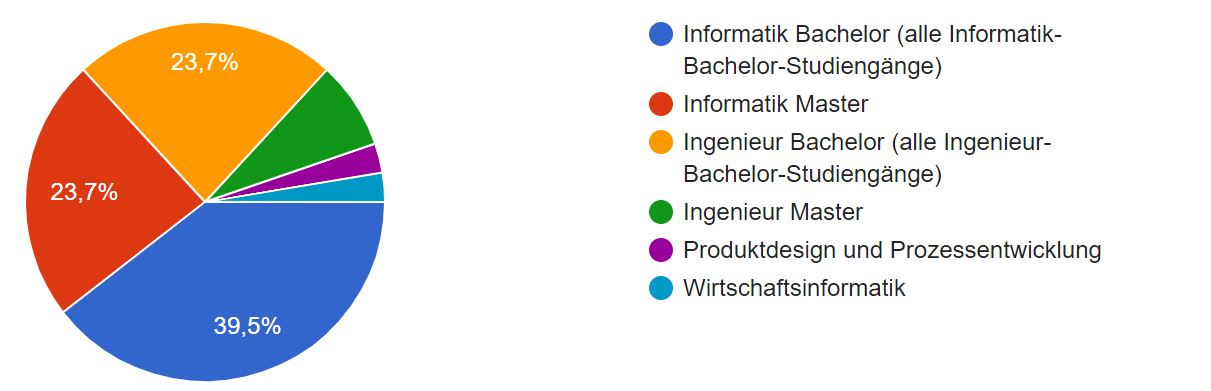 23,7%
23,7%
39,5%
Informatik Bachelor (alle Informatik-
Bachelor-Studiengänge)
Informatik Master
Ingenieur Bachelor (alle Ingenieur-
Bachelor-Studiengänge)
Ingenieur Master
Produktdesign und Prozessentwicklung
Wirtschaftsinformatik